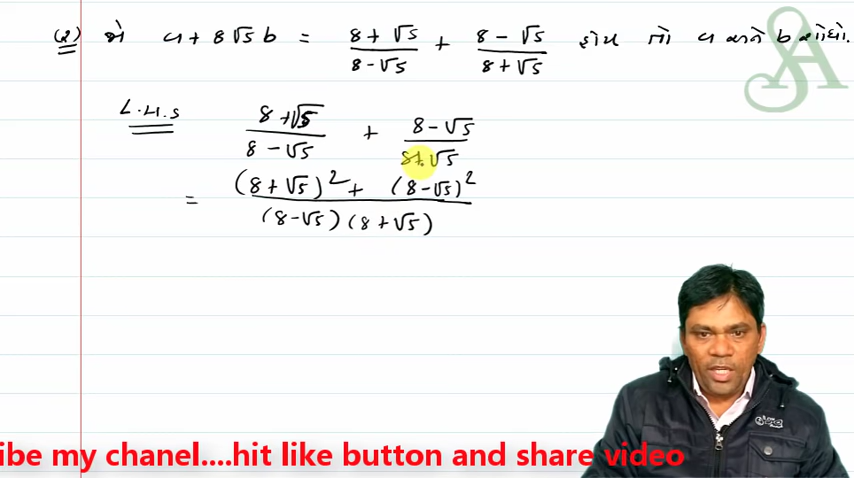 (2) જો a + 8√5 b = 8 + √5 / 8 - √5 + 8 - √5 / 8 + √5 હોય તો a અને b શોધો.
L.H.S 8 + √5 / 8 - √5 + 8 - √5 / 8 + √5
= (8 + √5)² + (8 - √5)² / (8 - √5) (8 + √5)
ibe my chanel....hit like button and share video